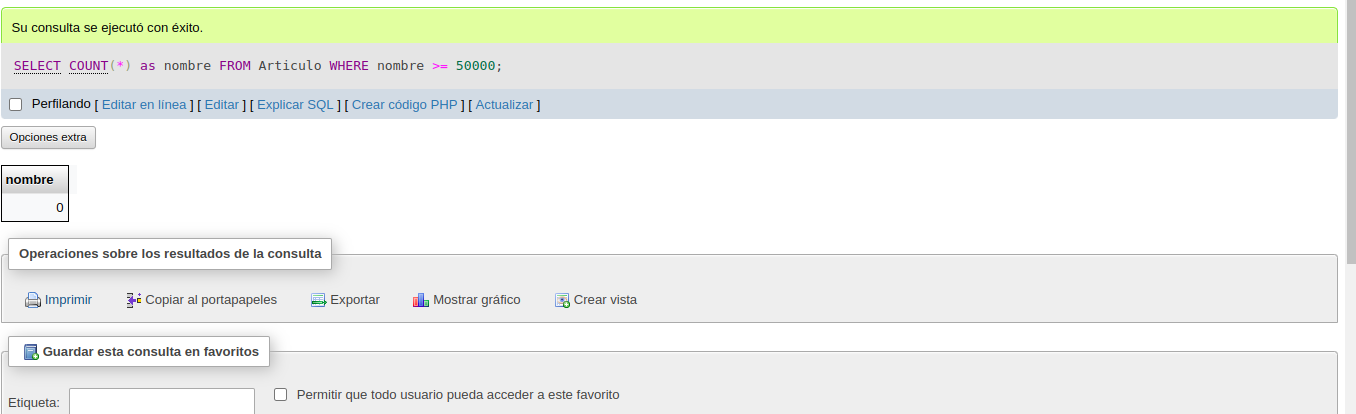 Su consulta se ejecutó con éxito.
SELECT COUNT(*) as nombre FROM Articulo WHERE nombre >= 50000;
Perfilando [ Editar en línea ] [ Editar ] [ Explicar SQL ] [ Crear código PHP ] [ Actualizar ]
Opciones extra
nombre
0
Operaciones sobre los resultados de la consulta
Imprimir Copiar al portapapeles Exportar Mostrar gráfico Crear vista
Guardar esta consulta en favoritos
Etiqueta: Permitir que todo usuario pueda acceder a este favorito